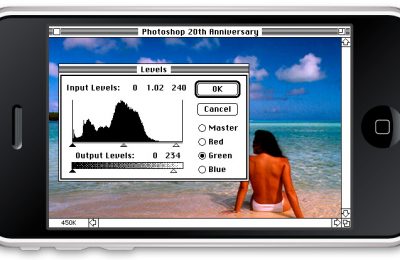 Photoshop 20th Anniversary
Levels
Input Levels: 0 1.02 240
OK
Cancel
Master
Red
Green
Blue
Output Levels: 0 234
450K